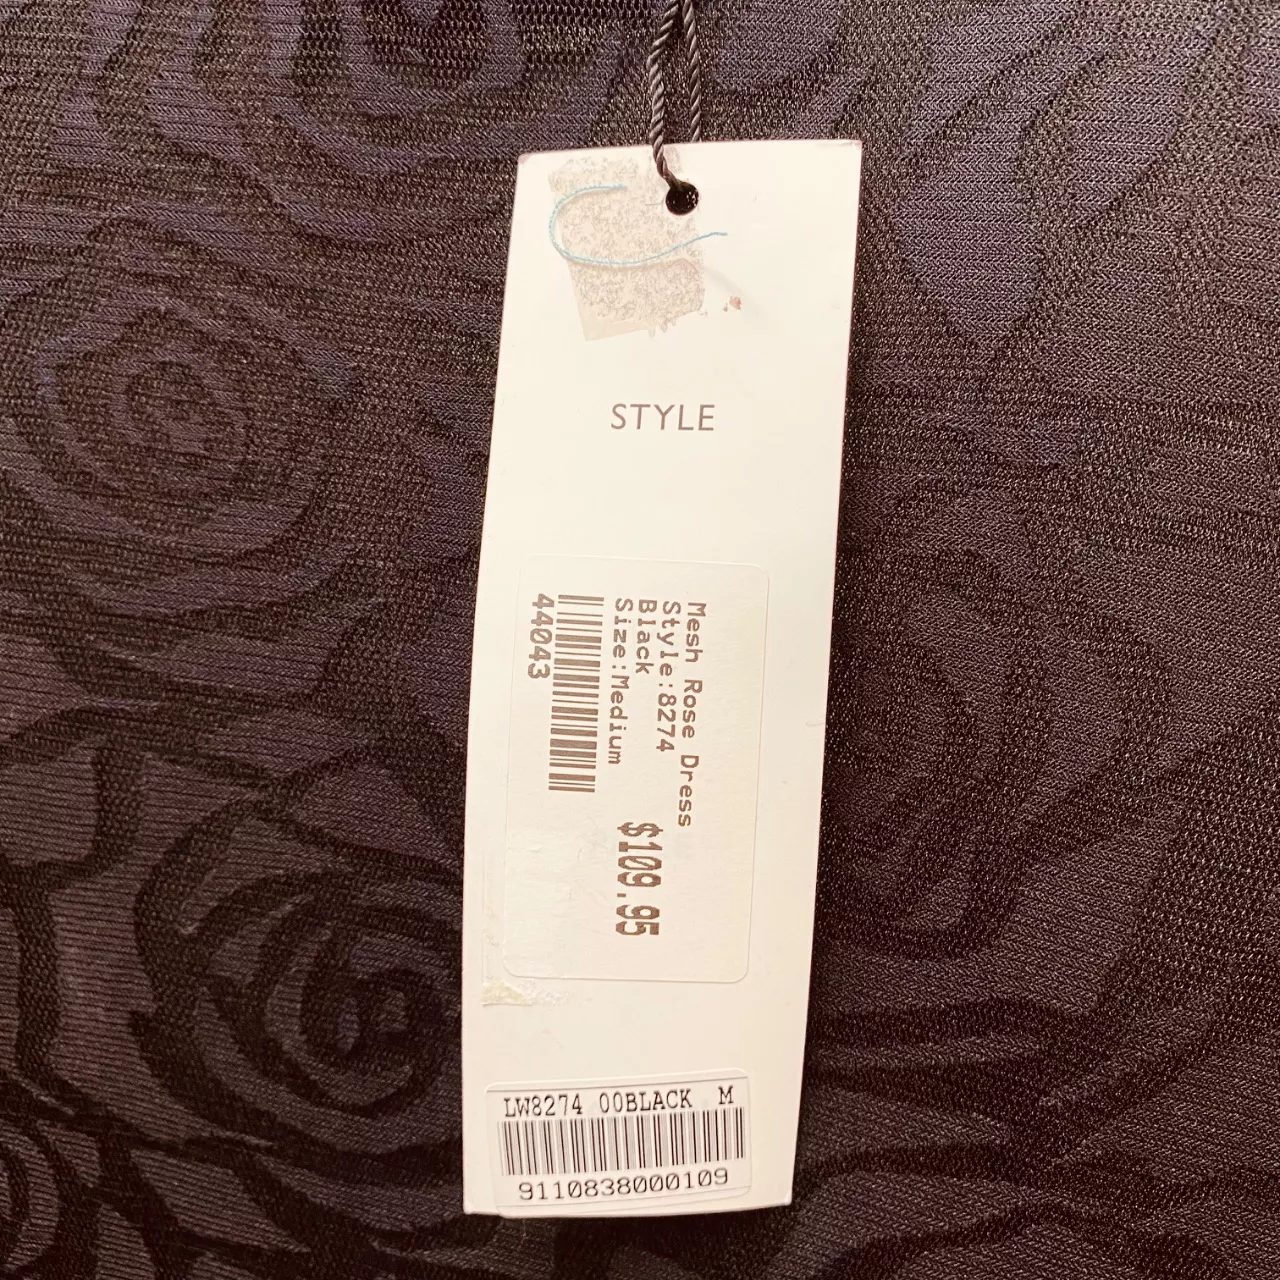 STYLE
Mesh Rose Dress
Style:8274
Black
Size:Medium
$109.95
44043
LW8274 00BLACK M
9110838000109